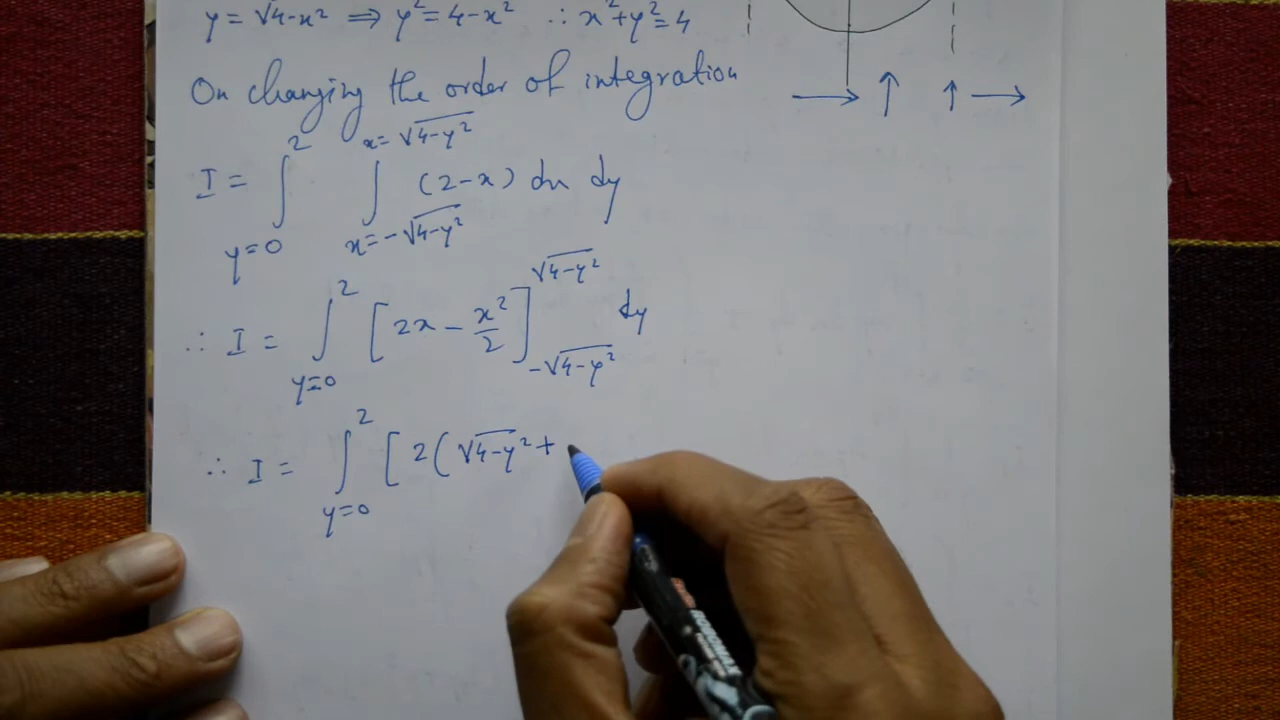 y = √4-x² ⇒ y² = 4-x² ∴ x²+y² = 4
On changing the order of integration
I = ∫_{y=0}^{2} ∫_{x=-√4-y²}^{x=√4-y²} (2-x) dx dy
∴ I = ∫_{y=0}^{2} [2x - x²/2]_{-√4-y²}^{√4-y²} dy
∴ I = ∫_{y=0}^{2} [2(√4-y² +